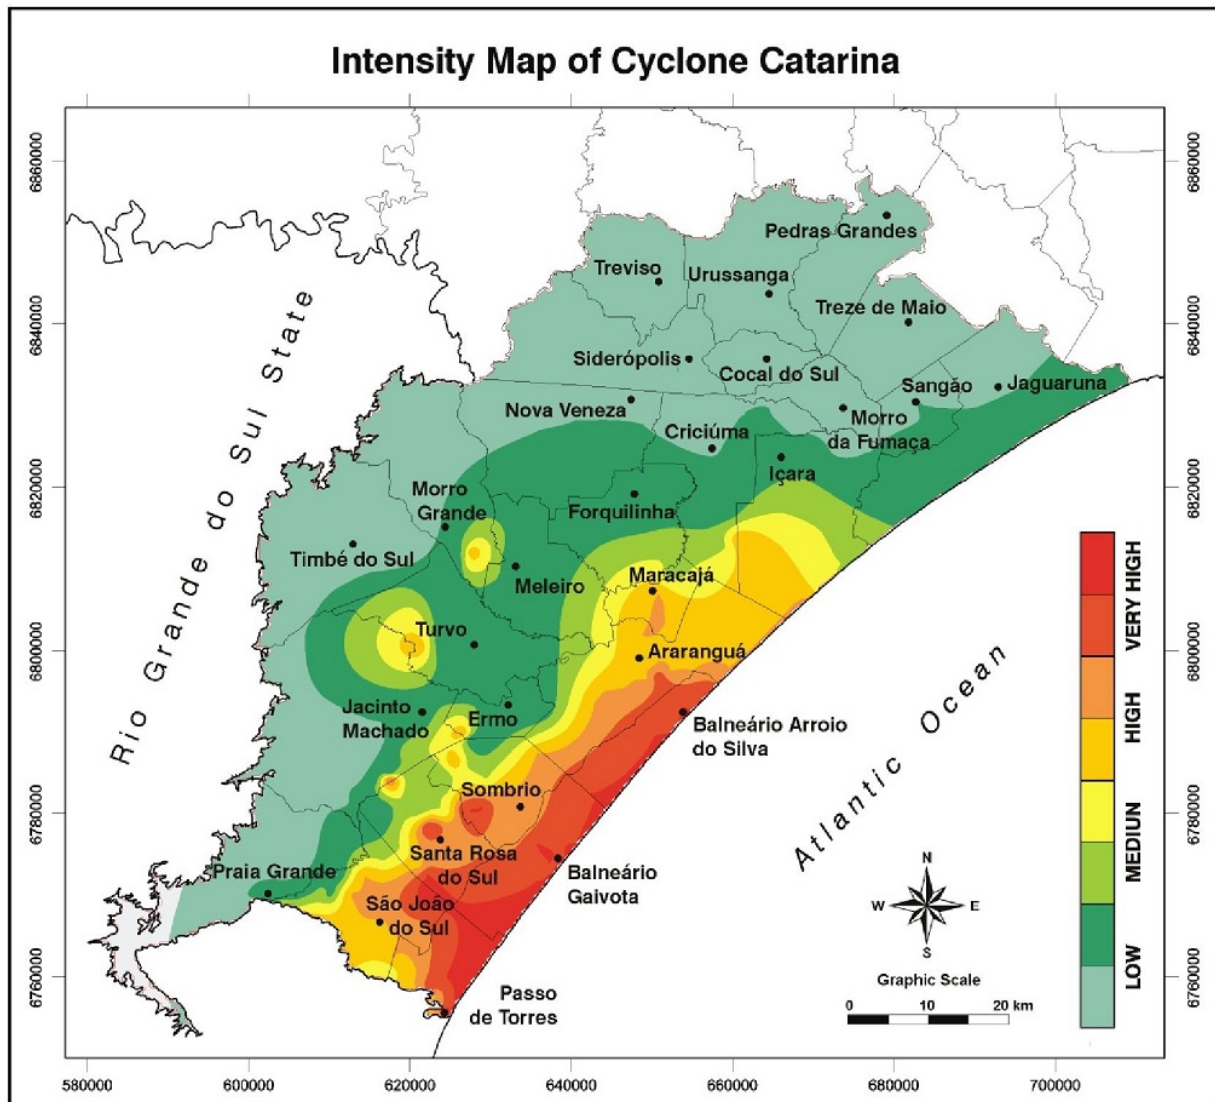 Intensity Map of Cyclone Catarina
6860000
6840000
6820000
6800000
6780000
6760000
Rio Grande do Sul State
Pedras Grandes
Treviso
Urussanga
Treze de Maio
Siderópolis
Cocal do Sul
Sangão
Jaguaruna
Nova Veneza
Morro
da Fumaça
Criciúma
Içara
Morro
Grande
Forquilinha
Timbé do Sul
Meleiro
Maracajá
Turvo
Araranguá
Jacinto
Machado
Ermo
Balneário Arroio
do Silva
Sombrio
Santa Rosa
do Sul
Balneário
Gaivota
Praia Grande
São João
do Sul
Passo
de Torres
Atlantic Ocean
N
W
E
S
Graphic Scale
0 10 20 km
VERY HIGH
HIGH
MEDIUN
LOW
6860000
6840000
6820000
6800000
6780000
6760000
580000 600000 620000 640000 660000 680000 700000